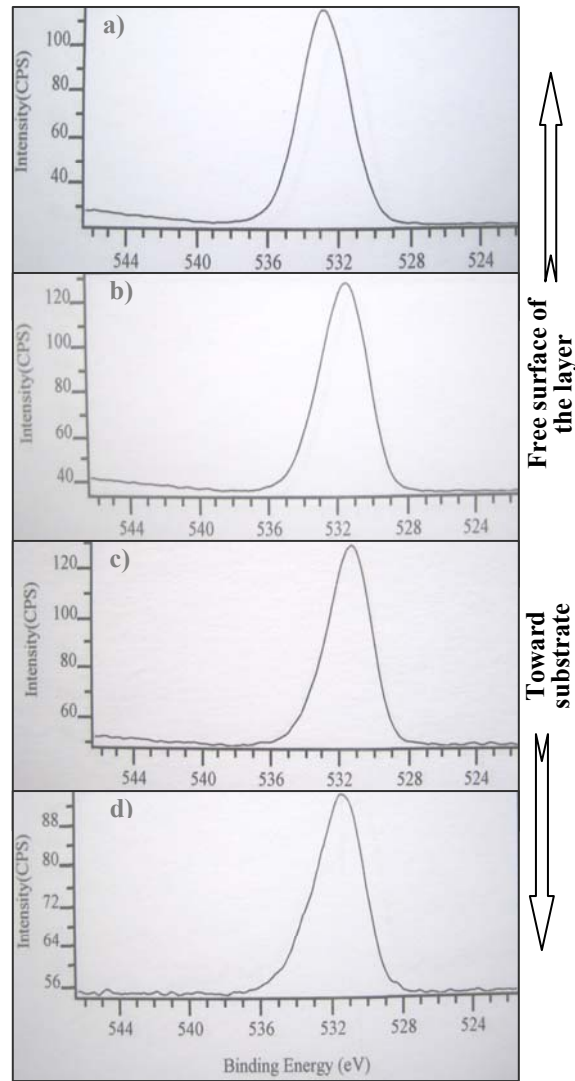 a)
Intensity(CPS)
100
80
60
40
544 540 536 532 528 524
b)
Intensity(CPS)
120
100
80
60
40
544 540 536 532 528 524
c)
Intensity(CPS)
120
100
80
60
544 540 536 532 528 524
d)
Intensity(CPS)
88
80
72
64
56
544 540 536 532 528 524
Binding Energy (eV)
Free surface of
the layer
Toward
substrate